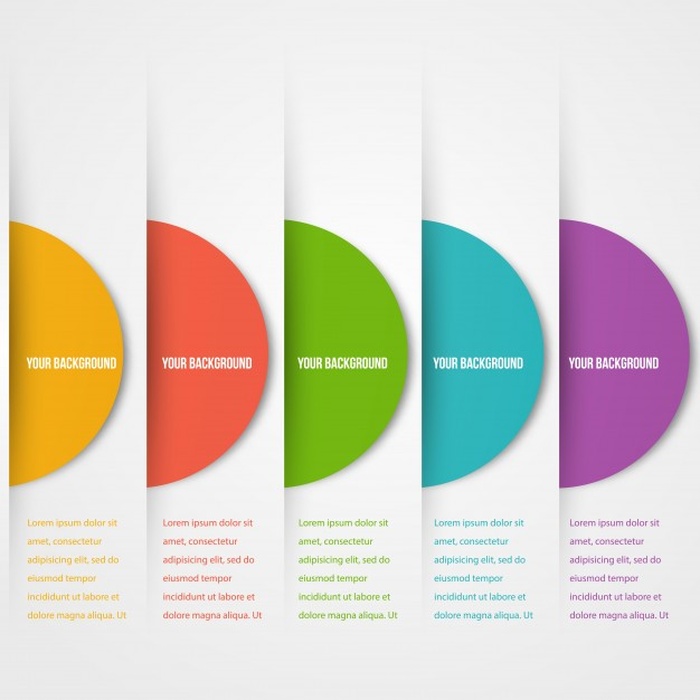 YOUR BACKGROUND
YOUR BACKGROUND
YOUR BACKGROUND
YOUR BACKGROUND
YOUR BACKGROUND
Lorem ipsum dolor sit
amet, consectetur
adipisicing elit, sed do
eiusmod tempor
incididunt ut labore et
dolore magna aliqua. Ut
Lorem ipsum dolor sit
amet, consectetur
adipisicing elit, sed do
eiusmod tempor
incididunt ut labore et
dolore magna aliqua. Ut
Lorem ipsum dolor sit
amet, consectetur
adipisicing elit, sed do
eiusmod tempor
incididunt ut labore et
dolore magna aliqua. Ut
Lorem ipsum dolor sit
amet, consectetur
adipisicing elit, sed do
eiusmod tempor
incididunt ut labore et
dolore magna aliqua. Ut
Lorem ipsum dolor sit
amet, consectetur
adipisicing elit, sed do
eiusmod tempor
incididunt ut labore et
dolore magna aliqua. Ut